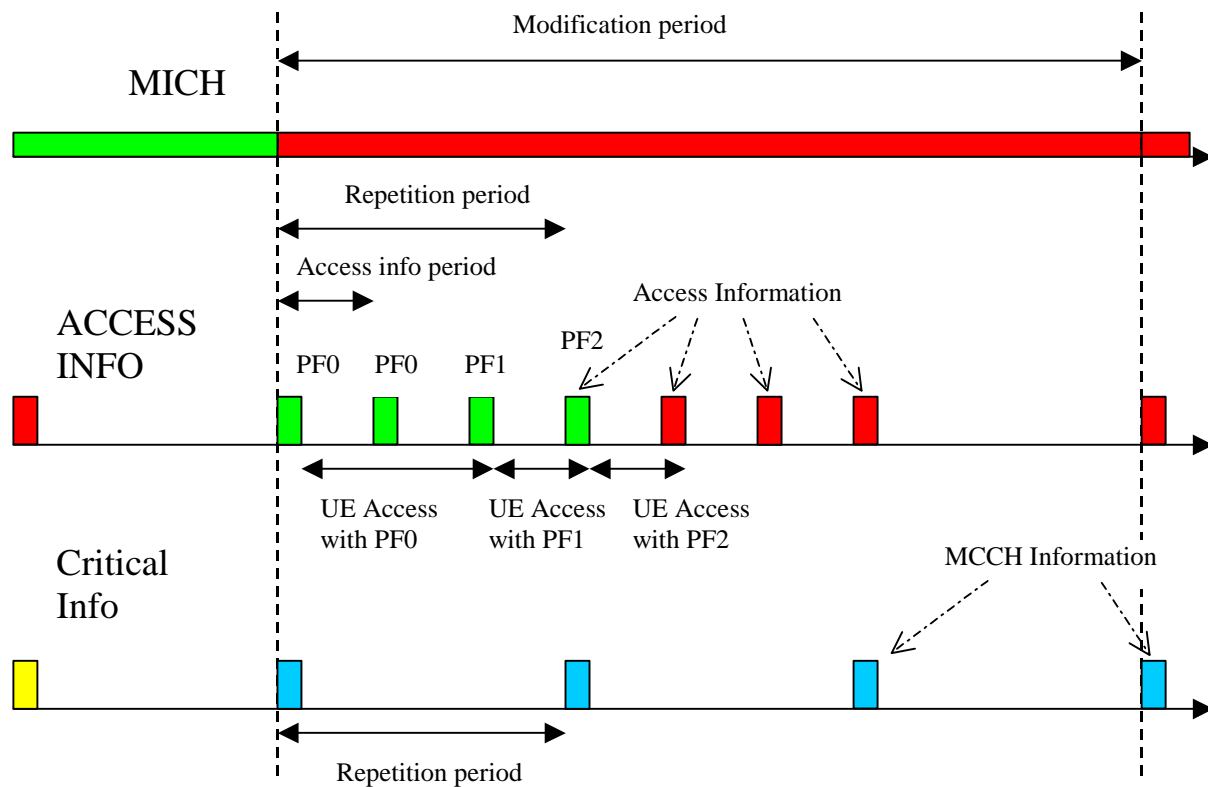 Modification period
MICH
Repetition period
Access info period
Access Information
ACCESS
INFO
PF0
PF0
PF1
PF2
UE Access
with PF0
UE Access
with PF1
UE Access
with PF2
MCCH Information
Critical
Info
Repetition period